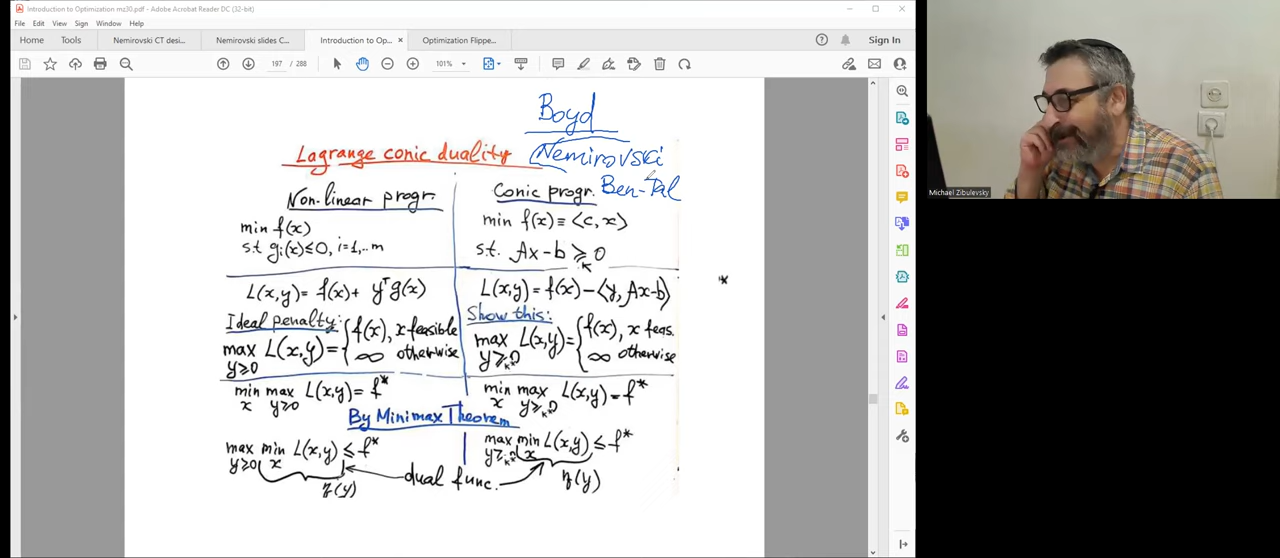 Introduction to Optimization mz30.pdf - Adobe Acrobat Reader DC (32-bit)
File Edit View Sign Window Help
Home Tools Nemirovski CT desi... Nemirovski slides C... Introduction to Op... × Optimization Flippe... Sign In
197 / 288 101%
Boyd
Lagrange conic duality Nemirovski
Ben-Tal
Non-linear progr.
min f(x)
s.t gᵢ(x) ≤ 0, i=1,..m
L(x,y) = f(x) + yᵀg(x)
Ideal penalty:
max L(x,y) = { f(x), x feasible
y≥0 ∞ otherwise
min max L(x,y) = f*
x y≥0
Conic progr.
min f(x) ≡ ⟨c, x⟩
s.t. Ax-b ≥ₖ 0
L(x,y) = f(x) - ⟨y, Ax-b⟩
Show this:
max L(x,y) = { f(x), x feas.
y≥ₖ* 0 ∞ otherwise
min max L(x,y) = f*
x y≥ₖ* 0
*
By Minimax Theorem
max min L(x,y) ≤ f*
y≥0 x
η(y)
dual func.
max min L(x,y) ≤ f*
y≥ₖ* 0 x
η(y)
Michael Zibulevsky